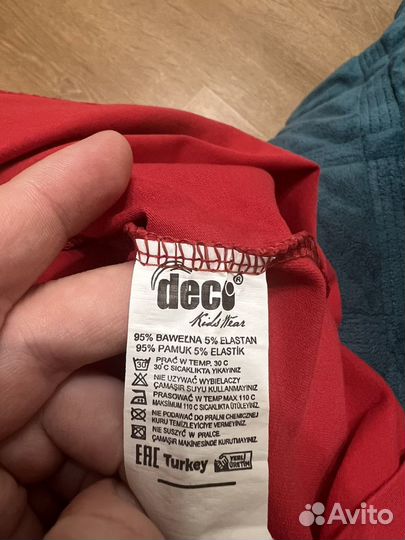 deco ®
Kids Wear
95% BAWEŁNA 5% ELASTAN
95% PAMUK 5% ELASTİK
30 PRAĆ W TEMP. 30 C
30 C SICAKLIKTA YIKAYINIZ
NIE UŻYWAĆ WYBIELACZY
ÇAMAŞIR SUYU KULLANMAYINIZ
PRASOWAĆ W TEMP.MAX 110 C
MAKSİMUM 110 C SICAKLIKTA ÜTÜLEYİNİZ.
NIE PODAWAĆ DO PRALNI CHEMICZNEJ
KURU TEMİZLEYİCİYE VERMEYİNİZ.
NIE SUSZYĆ W PRALCE.
ÇAMAŞIR MAKİNESİNDE KURUTMAYINIZ.
EAC Turkey YERLİ ÜRETİM
Avito